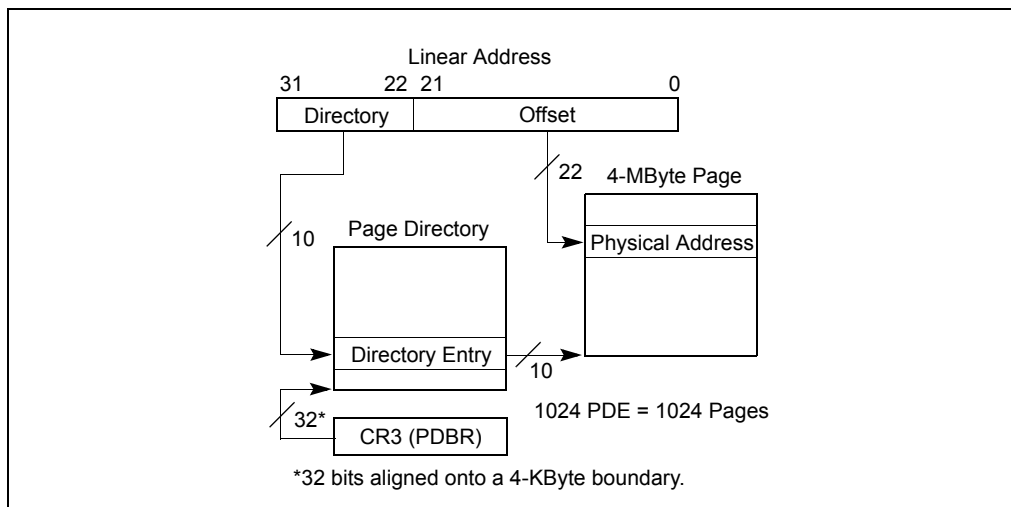 Linear Address
31 22 21 0
Directory Offset
22
4-MByte Page
10
Page Directory
Physical Address
Directory Entry
10
1024 PDE = 1024 Pages
32*
CR3 (PDBR)
*32 bits aligned onto a 4-KByte boundary.